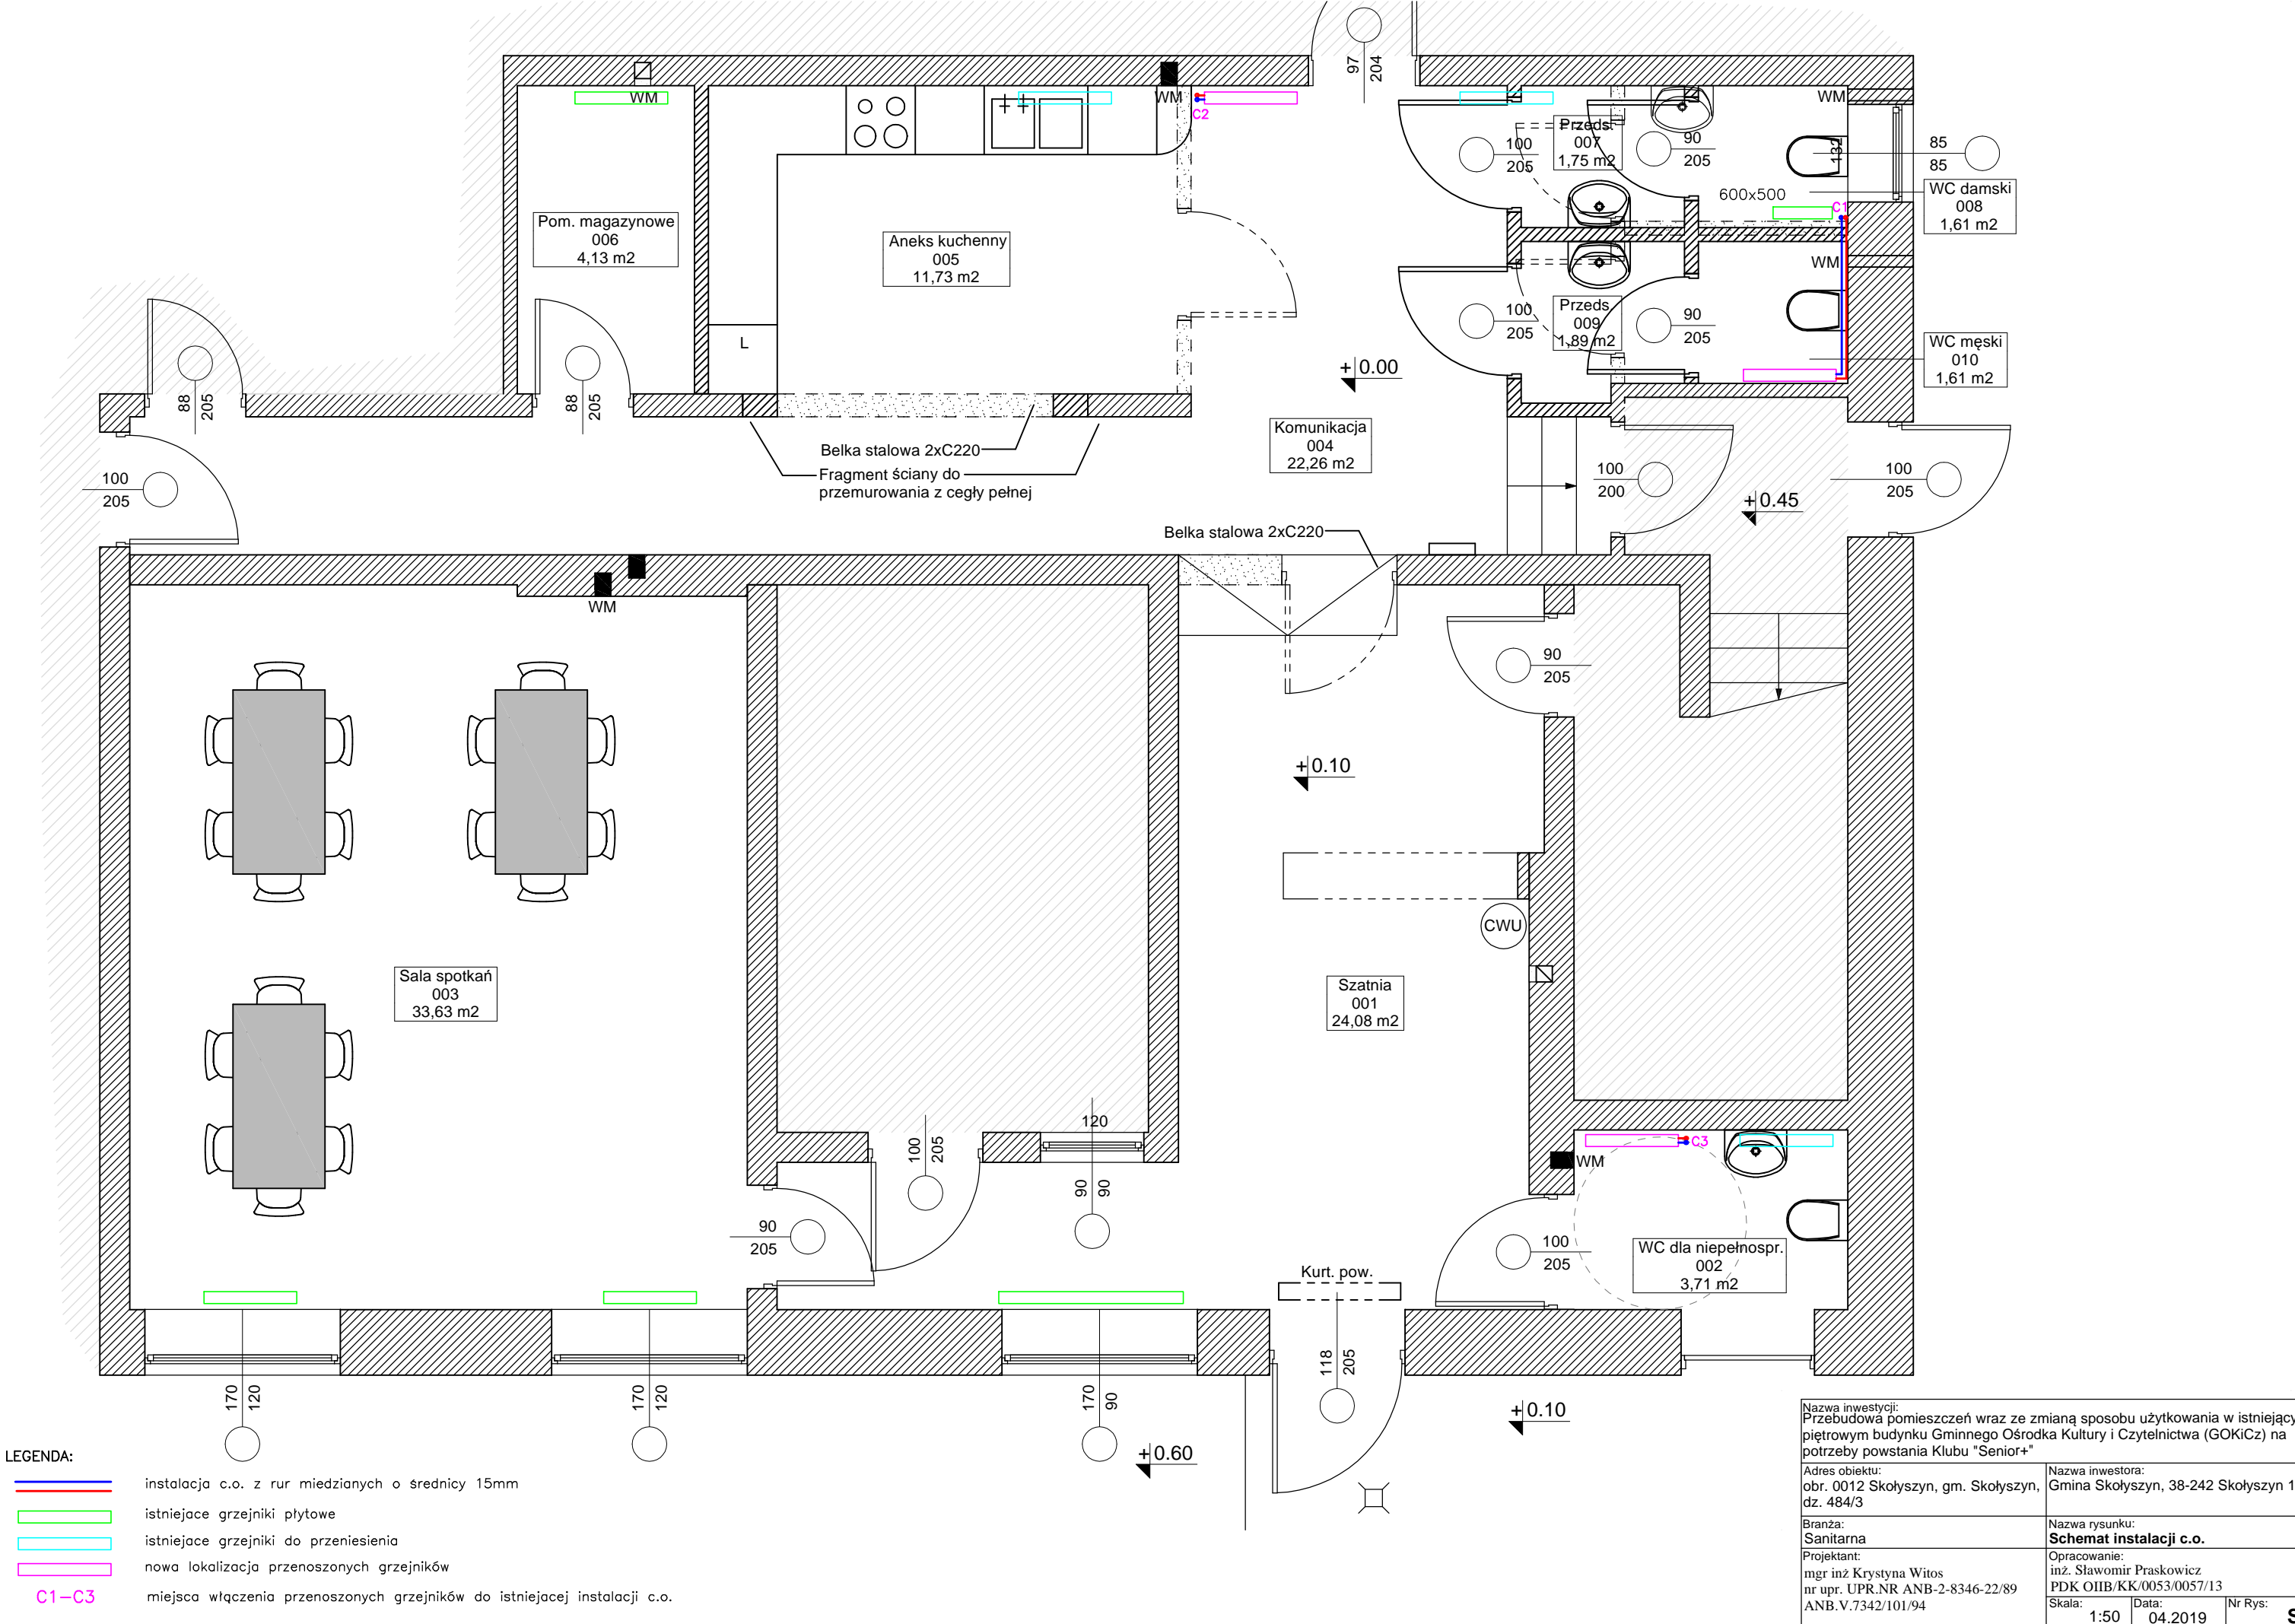 97
204
WM
WM
C2
WM
Przeds.
007
1,75 m2
100
205
90
205
132
85
85
WC damski
008
1,61 m2
600x500
C1
Pom. magazynowe
006
4,13 m2
Aneks kuchenny
005
11,73 m2
WM
Przeds.
009
1,89 m2
100
205
90
205
WC męski
010
1,61 m2
L
+0.00
88
205
88
205
Komunikacja
004
22,26 m2
Belka stalowa 2xC220
Fragment ściany do
przemurowania z cegły pełnej
100
205
100
200
100
205
+0.45
Belka stalowa 2xC220
WM
90
205
+0.10
CWU
Sala spotkań
003
33,63 m2
Szatnia
001
24,08 m2
120
100
205
90
90
C3
WM
90
205
100
205
WC dla niepełnospr.
002
3,71 m2
Kurt. pow.
118
205
170
120
170
120
170
90
+0.10
+0.60
LEGENDA:
instalacja c.o. z rur miedzianych o średnicy 15mm
istniejace grzejniki płytowe
istniejace grzejniki do przeniesienia
nowa lokalizacja przenoszonych grzejników
C1-C3 miejsca włączenia przenoszonych grzejników do istniejacej instalacji c.o.
Nazwa inwestycji:
Przebudowa pomieszczeń wraz ze zmianą sposobu użytkowania w istniejący
piętrowym budynku Gminnego Ośrodka Kultury i Czytelnictwa (GOKiCz) na
potrzeby powstania Klubu "Senior+"
Adres obiektu:
obr. 0012 Skołyszyn, gm. Skołyszyn,
dz. 484/3
Nazwa inwestora:
Gmina Skołyszyn, 38-242 Skołyszyn 1
Branża:
Sanitarna
Nazwa rysunku:
Schemat instalacji c.o.
Projektant:
mgr inż Krystyna Witos
nr upr. UPR.NR ANB-2-8346-22/89
ANB.V.7342/101/94
Opracowanie:
inż. Sławomir Praskowicz
PDK OIIB/KK/0053/0057/13
Skala:
1:50
Data:
04.2019
Nr Rys: